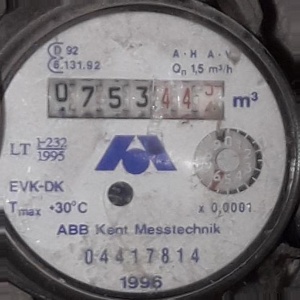 D 92
6.131.92
A · H A · V
Qn 1,5 m³/h
0753 44
m³
LT 1-232
1995
EVK-DK
Tmax +30°C
x 0,0001
ABB Kent Messtechnik
04417814
1996